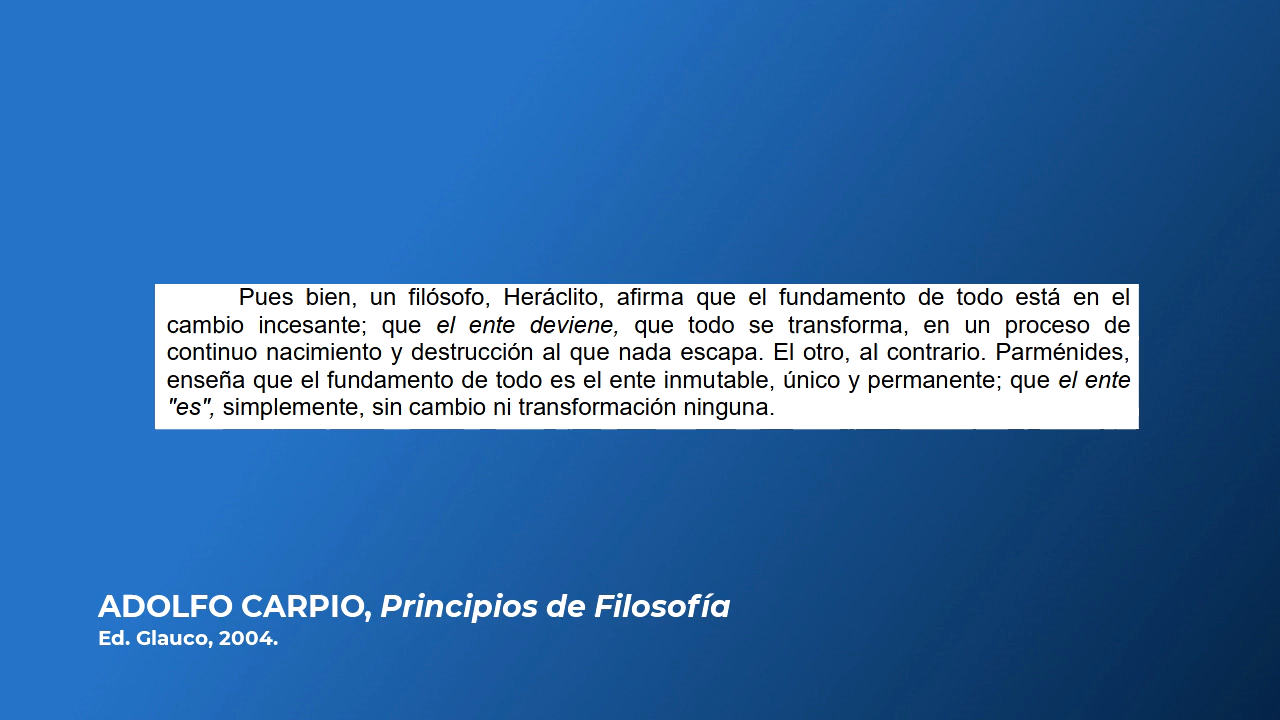 Pues bien, un filósofo, Heráclito, afirma que el fundamento de todo está en el
cambio incesante; que el ente deviene, que todo se transforma, en un proceso de
continuo nacimiento y destrucción al que nada escapa. El otro, al contrario. Parménides,
enseña que el fundamento de todo es el ente inmutable, único y permanente; que el ente
"es", simplemente, sin cambio ni transformación ninguna.
ADOLFO CARPIO, Principios de Filosofía
Ed. Glauco, 2004.